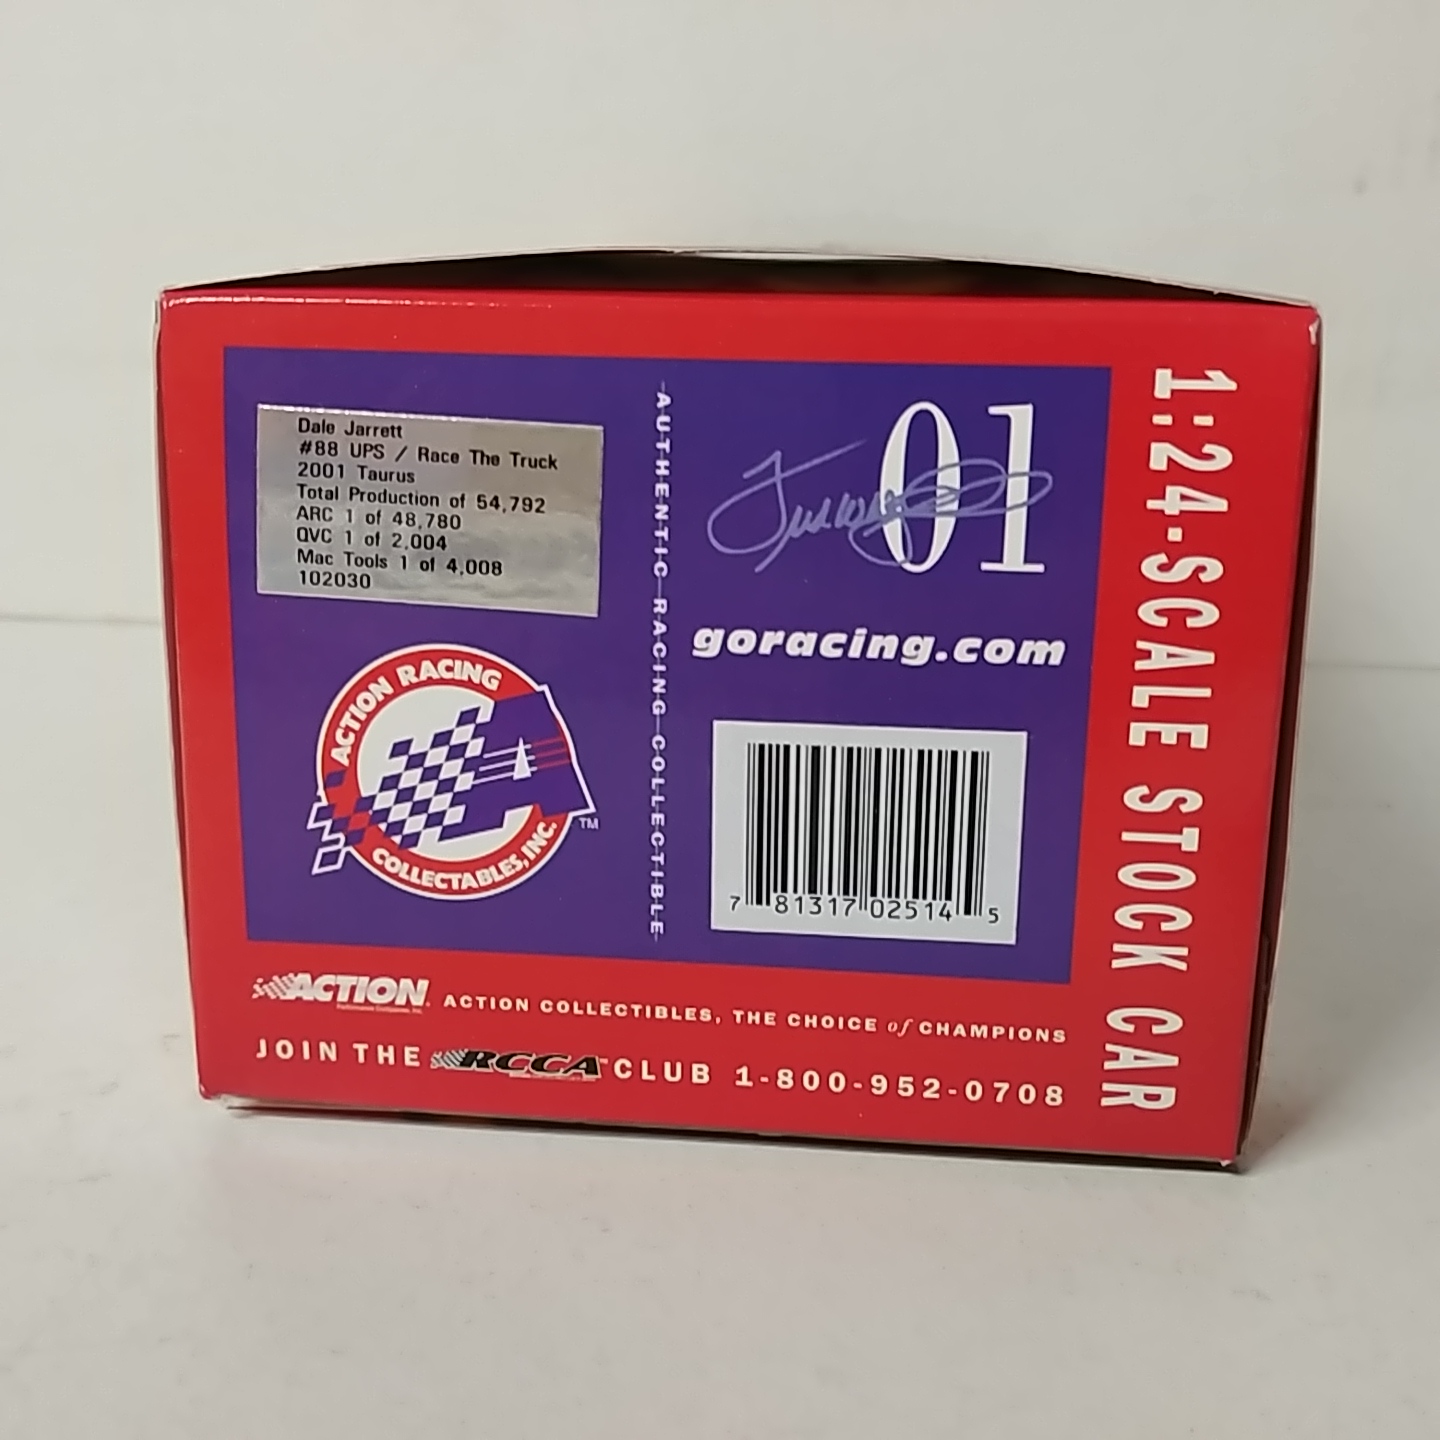 Dale Jarrett
#88 UPS / Race The Truck
2001 Taurus
Total Production of 54,792
ARC 1 of 48,780
QVC 1 of 2,004
Mac Tools 1 of 4,008
102030
ACTION RACING
COLLECTABLES, INC.
TM
AUTHENTIC RACING COLLECTIBLE
01
goracing.com
7 81317 02514 5
1:24-SCALE STOCK CAR
ACTION ACTION COLLECTIBLES, THE CHOICE of CHAMPIONS
JOIN THE RCCA CLUB 1-800-952-0708